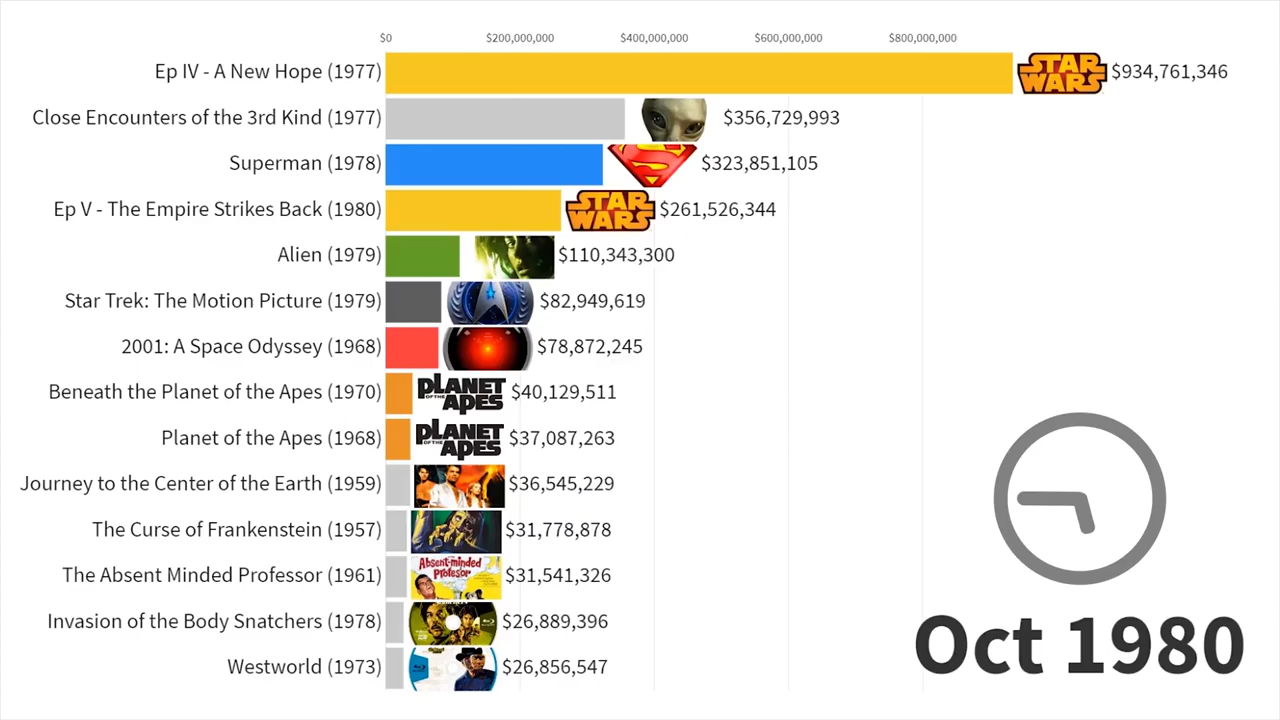 $0 $200,000,000 $400,000,000 $600,000,000 $800,000,000
Ep IV - A New Hope (1977) STAR WARS $934,761,346
Close Encounters of the 3rd Kind (1977) $356,729,993
Superman (1978) $323,851,105
Ep V - The Empire Strikes Back (1980) STAR WARS $261,526,344
Alien (1979) $110,343,300
Star Trek: The Motion Picture (1979) $82,949,619
2001: A Space Odyssey (1968) $78,872,245
Beneath the Planet of the Apes (1970) PLANET OF THE APES $40,129,511
Planet of the Apes (1968) PLANET OF THE APES $37,087,263
Journey to the Center of the Earth (1959) $36,545,229
The Curse of Frankenstein (1957) $31,778,878
The Absent Minded Professor (1961) Absent-minded Professor $31,541,326
Invasion of the Body Snatchers (1978) $26,889,396
Westworld (1973) $26,856,547
Oct 1980